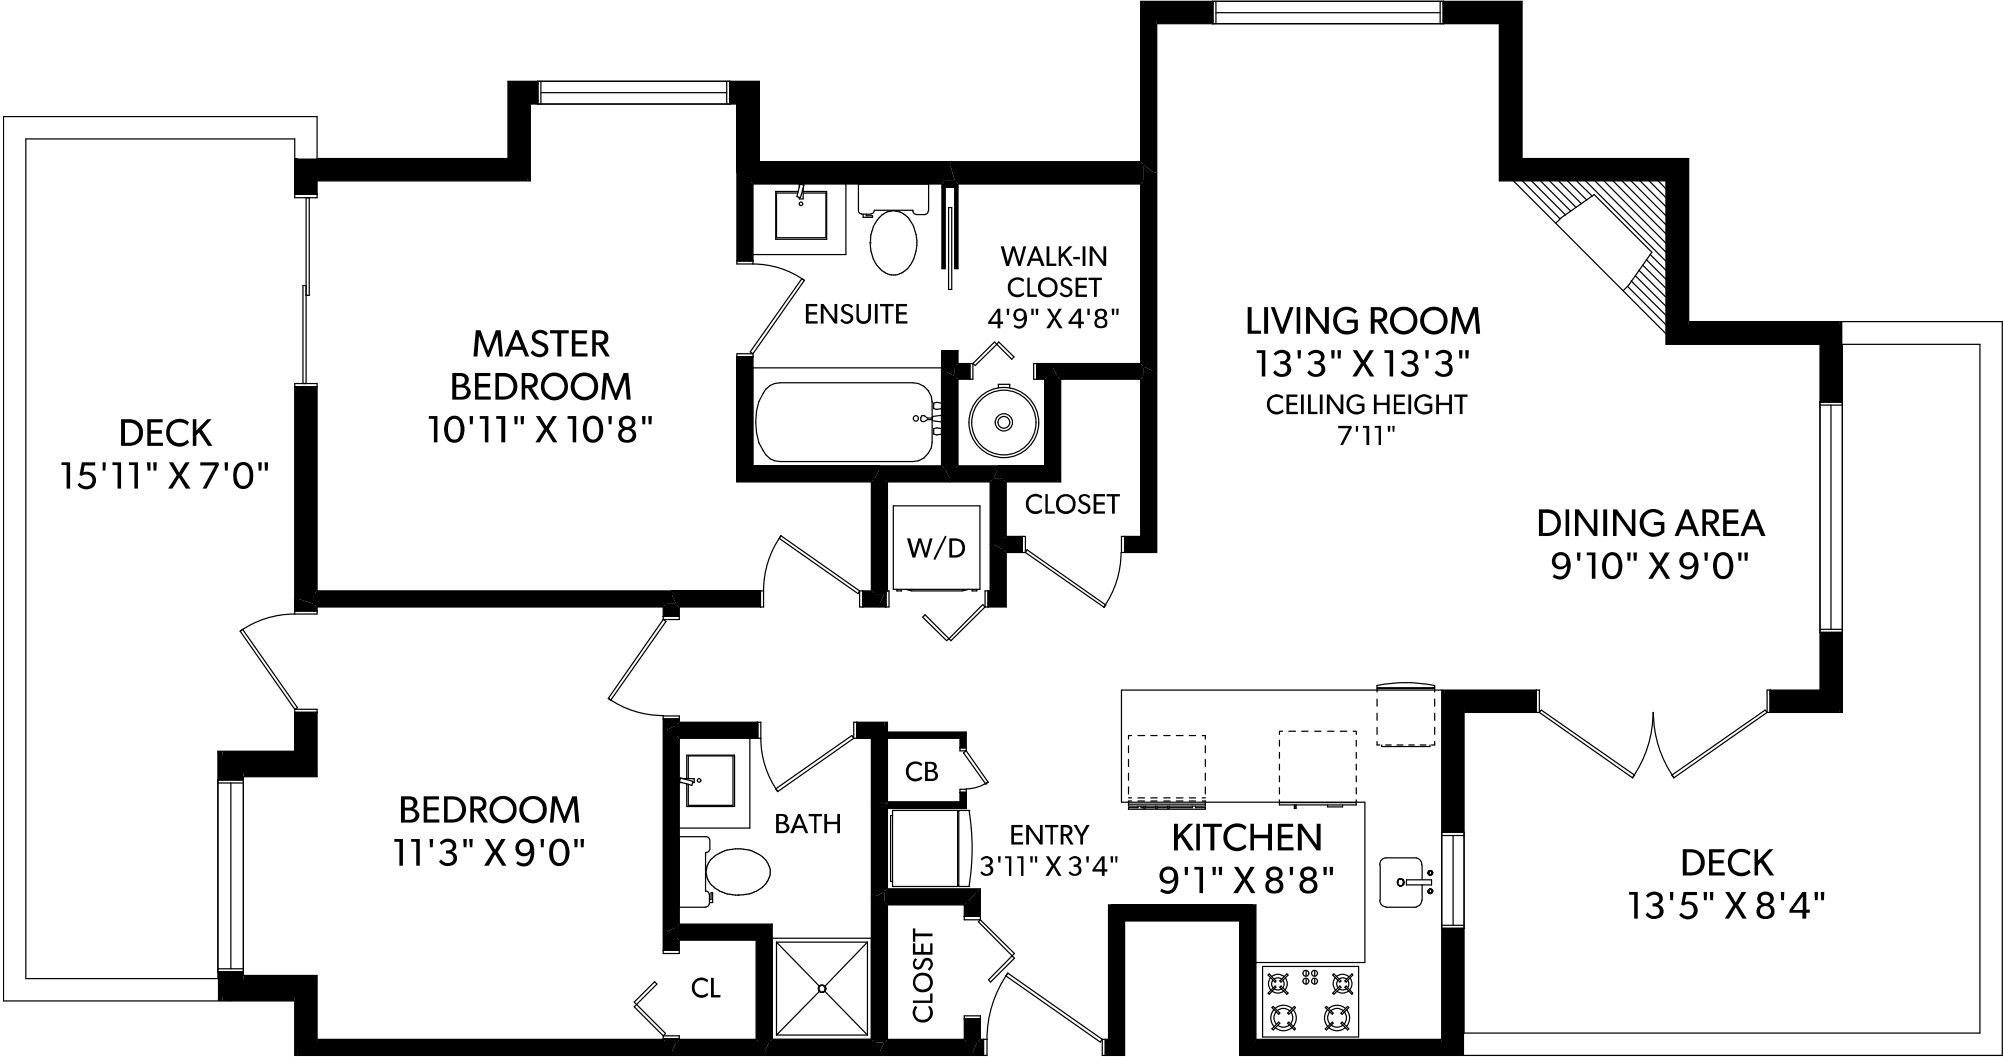 WALK-IN
CLOSET
4'9" X 4'8"
ENSUITE
LIVING ROOM
13'3" X 13'3"
CEILING HEIGHT
7'11"
MASTER
BEDROOM
10'11" X 10'8"
DECK
15'11" X 7'0"
CLOSET
W/D
DINING AREA
9'10" X 9'0"
BEDROOM
11'3" X 9'0"
BATH
CB
ENTRY
3'11" X 3'4"
KITCHEN
9'1" X 8'8"
DECK
13'5" X 8'4"
CL
CLOSET